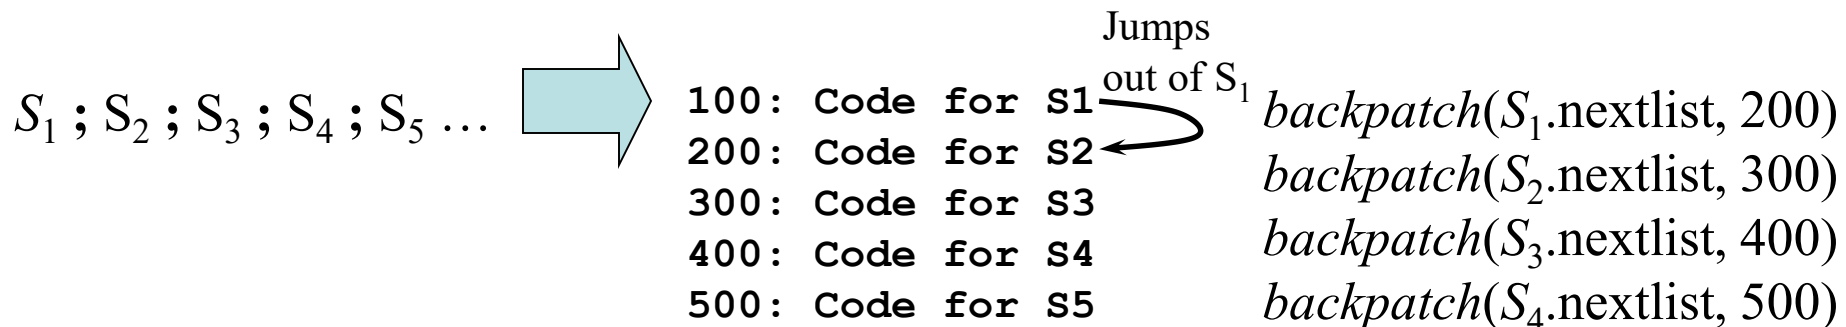 S₁ ; S₂ ; S₃ ; S₄ ; S₅ …
Jumps
out of S₁
100: Code for S1
200: Code for S2
300: Code for S3
400: Code for S4
500: Code for S5
backpatch(S₁.nextlist, 200)
backpatch(S₂.nextlist, 300)
backpatch(S₃.nextlist, 400)
backpatch(S₄.nextlist, 500)